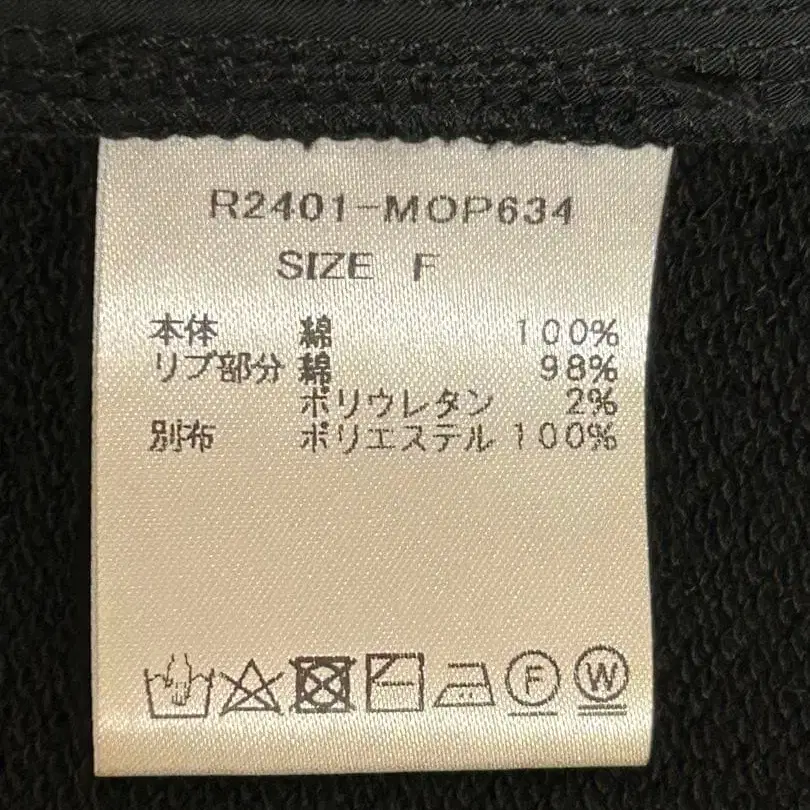 R2401-MOP634
SIZE F
本体 綿 100%
リブ部分 綿 98%
ポリウレタン 2%
別布 ポリエステル 100%
F W